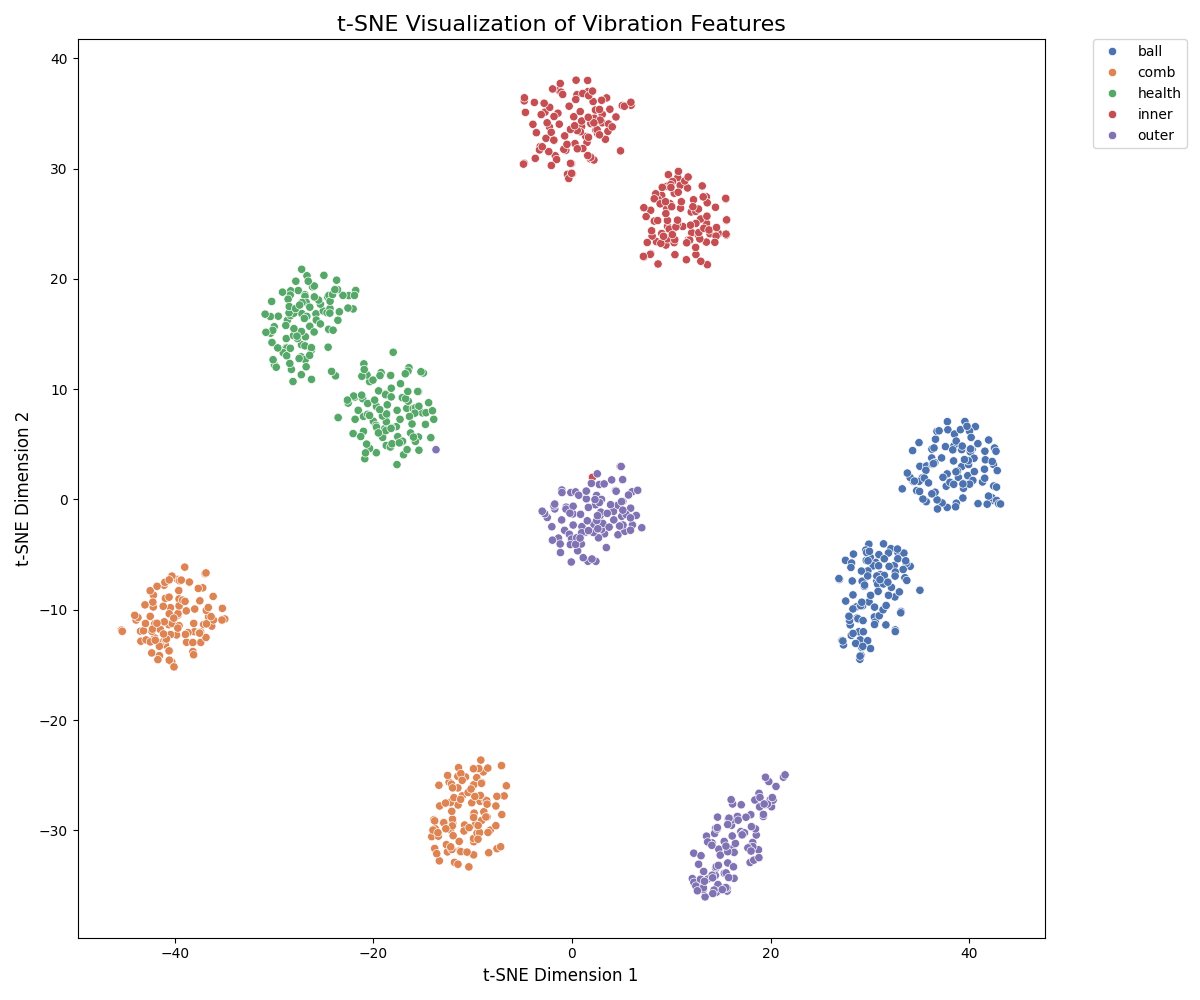 t-SNE Visualization of Vibration Features
ball
comb
health
inner
outer
40
30
20
10
0
−10
−20
−30
t-SNE Dimension 2
−40
−20
0
20
40
t-SNE Dimension 1